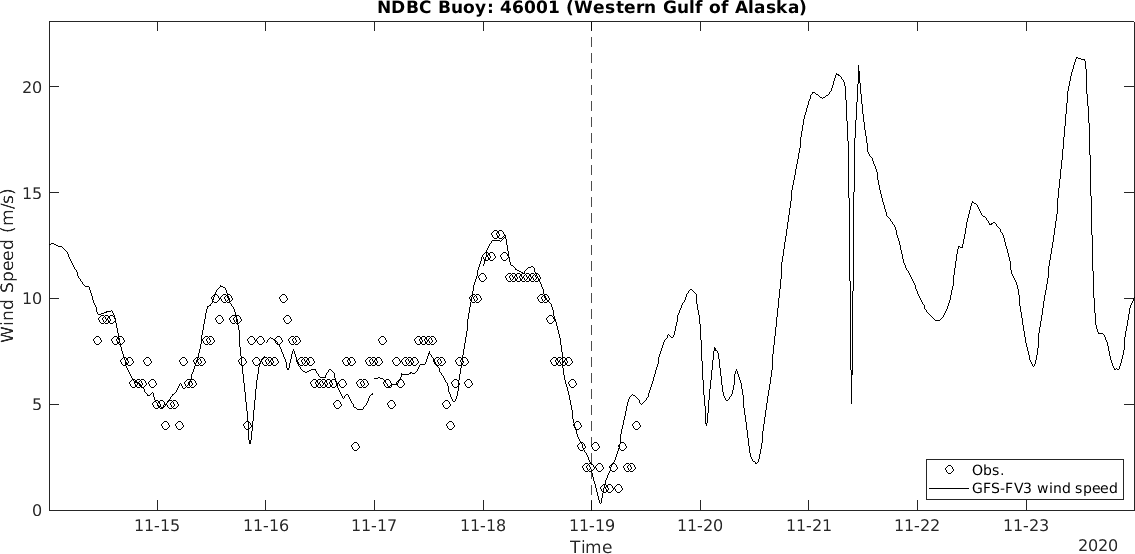 NDBC Buoy: 46001 (Western Gulf of Alaska)
Wind Speed (m/s)
20
15
10
5
0
Obs.
GFS-FV3 wind speed
11-15 11-16 11-17 11-18 11-19 11-20 11-21 11-22 11-23
Time
2020